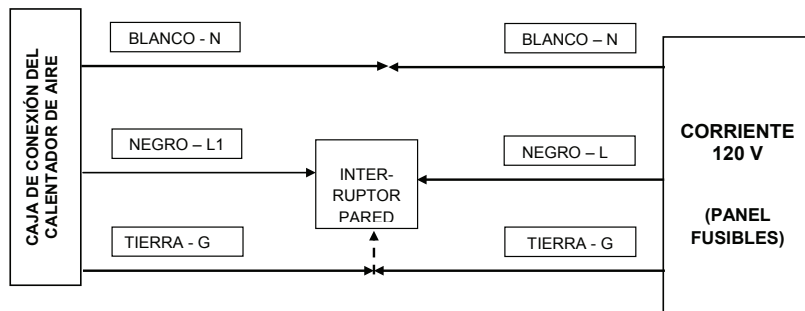 CAJA DE CONEXIÓN DEL
CALENTADOR DE AIRE
BLANCO - N
BLANCO – N
NEGRO – L1
INTER-
RUPTOR
PARED
NEGRO – L
TIERRA - G
TIERRA - G
CORRIENTE
120 V
(PANEL
FUSIBLES)